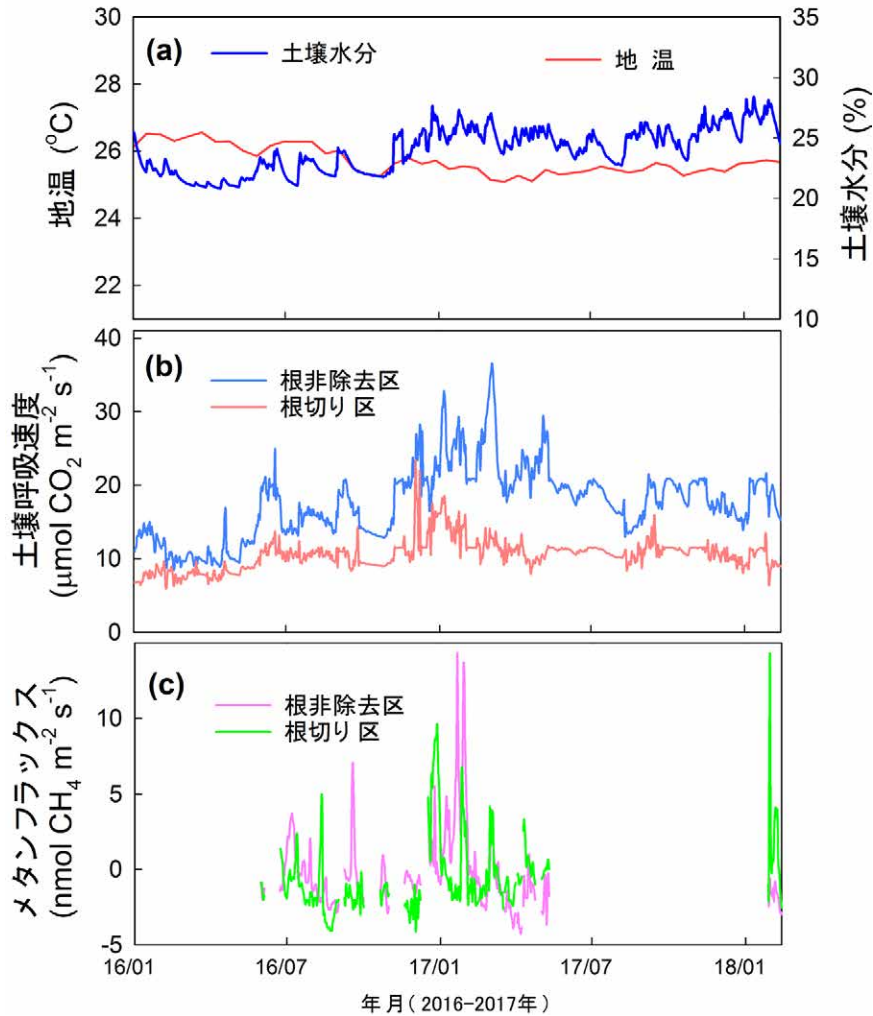 30
28
26
24
22
地温 (°C)
(a)
土壌水分
地 温
35
30
25
20
15
10
土壌水分 (%)
40
30
20
10
0
土壌呼吸速度
(μmol CO₂ m⁻² s⁻¹)
(b)
根非除去区
根切り区
10
5
0
-5
メタンフラックス
(nmol CH₄ m⁻² s⁻¹)
(c)
根非除去区
根切り区
16/01
16/07
17/01
17/07
18/01
年月(2016-2017年)